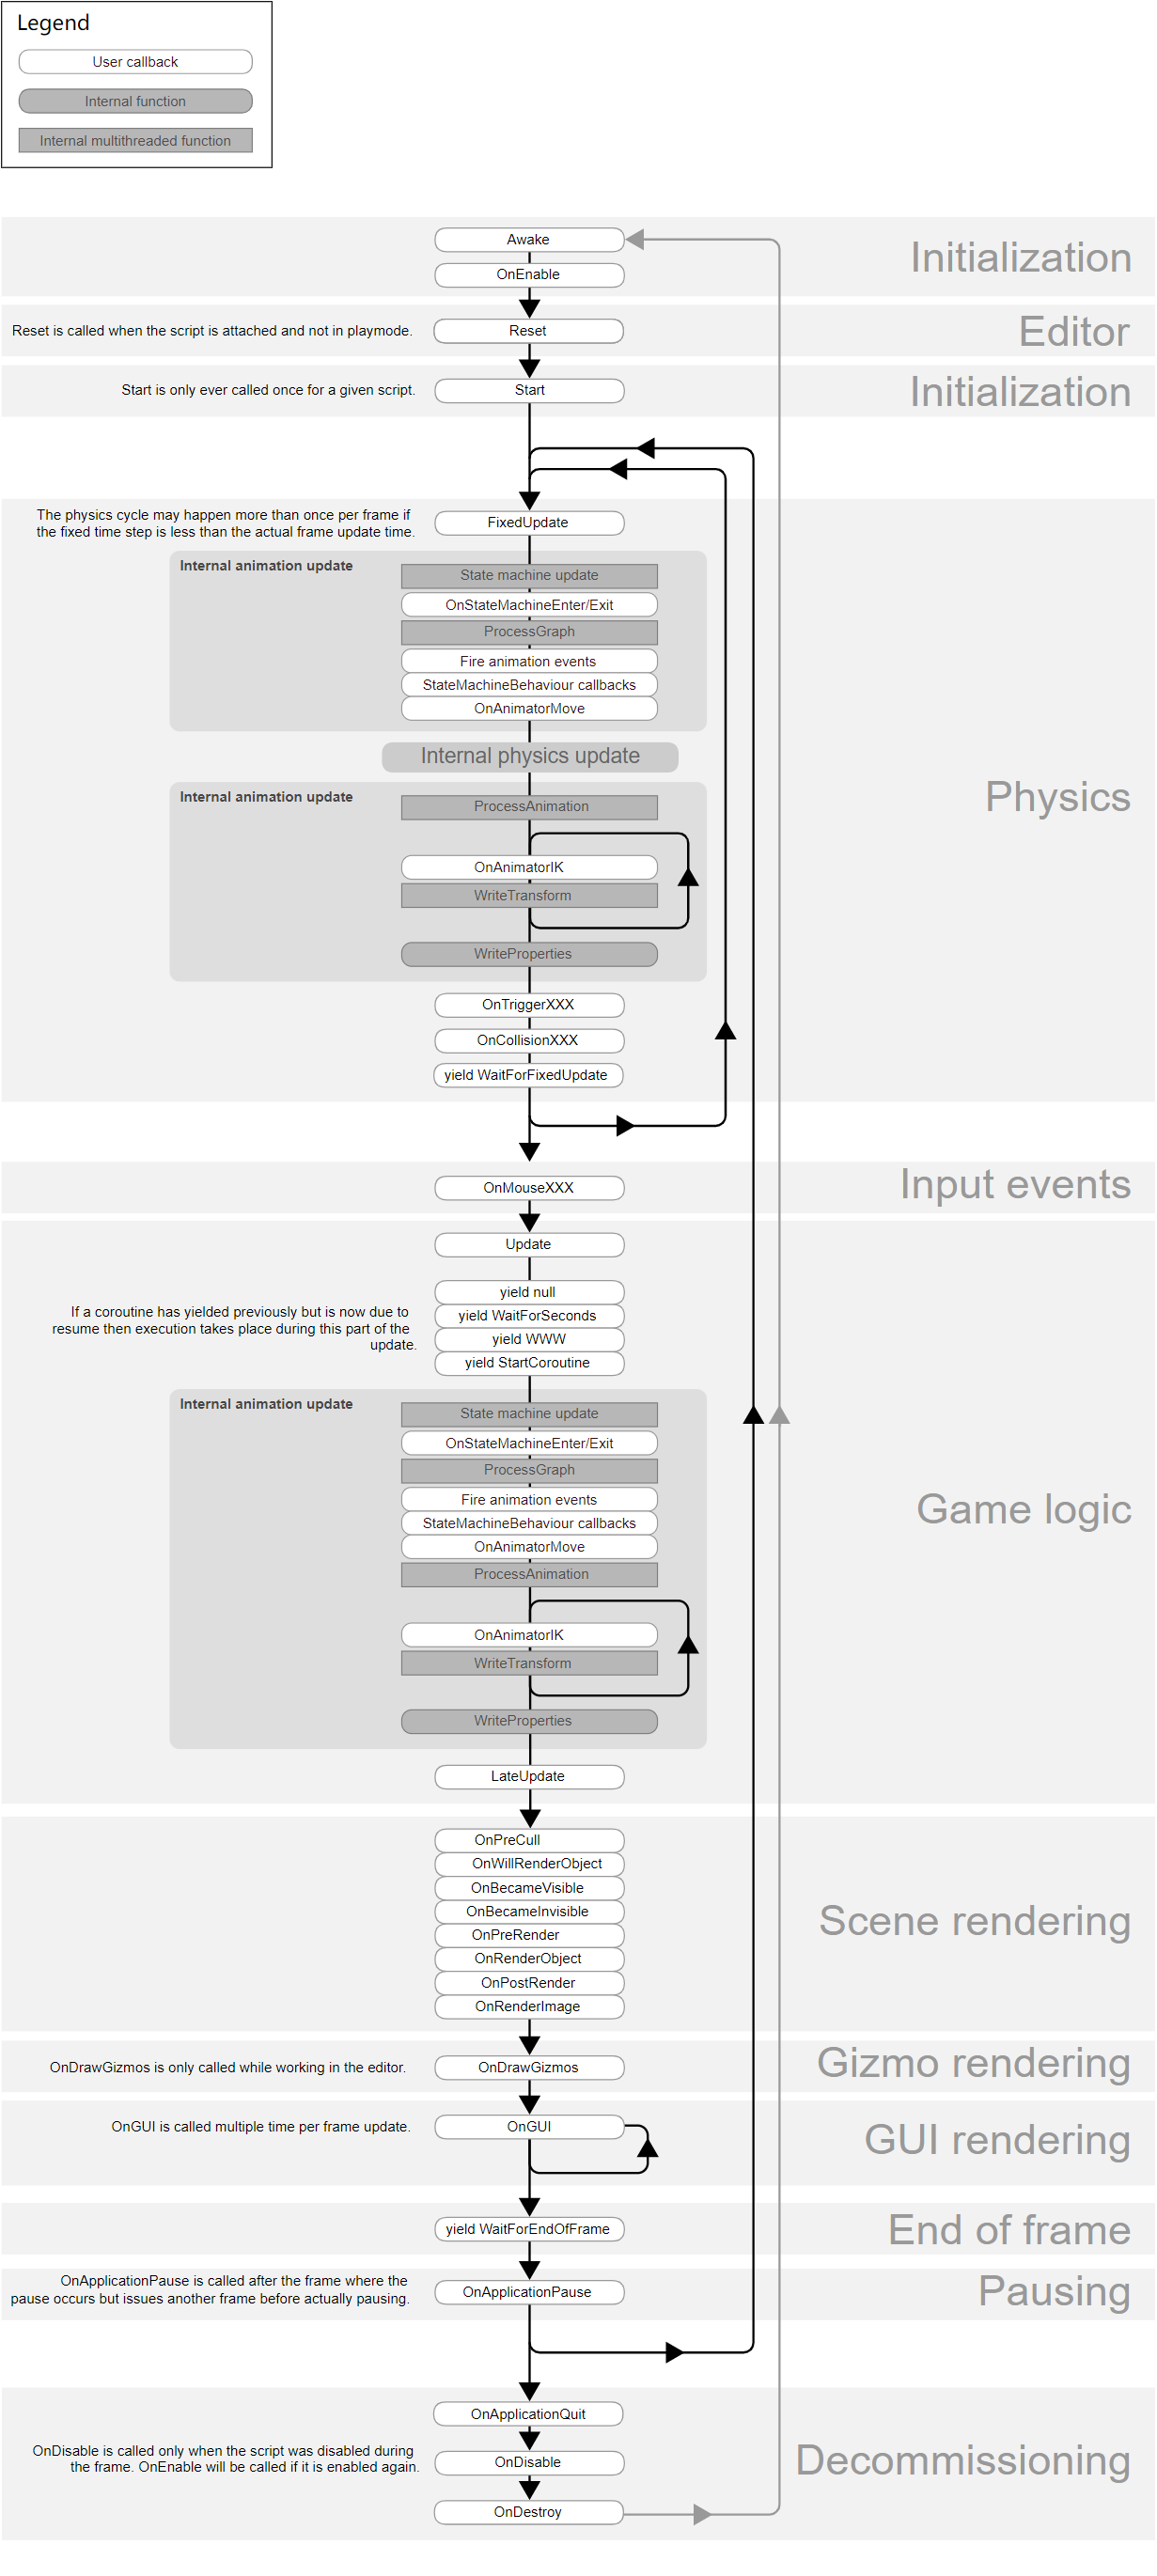 Legend
User callback
Internal function
Internal multithreaded function
Awake
Initialization
OnEnable
Reset is called when the script is attached and not in playmode.
Reset
Editor
Start is only ever called once for a given script.
Start
Initialization
The physics cycle may happen more than once per frame if
the fixed time step is less than the actual frame update time.
FixedUpdate
Internal animation update
State machine update
OnStateMachineEnter/Exit
ProcessGraph
Fire animation events
StateMachineBehaviour callbacks
OnAnimatorMove
Internal physics update
Physics
Internal animation update
ProcessAnimation
OnAnimatorIK
WriteTransform
WriteProperties
OnTriggerXXX
OnCollisionXXX
yield WaitForFixedUpdate
OnMouseXXX
Input events
Update
yield null
If a coroutine has yielded previously but is now due to
resume then execution takes place during this part of the
update.
yield WaitForSeconds
yield WWW
yield StartCoroutine
Internal animation update
State machine update
OnStateMachineEnter/Exit
ProcessGraph
Fire animation events
Game logic
StateMachineBehaviour callbacks
OnAnimatorMove
ProcessAnimation
OnAnimatorIK
WriteTransform
WriteProperties
LateUpdate
OnPreCull
OnWillRenderObject
OnBecameVisible
OnBecameInvisible
Scene rendering
OnPreRender
OnRenderObject
OnPostRender
OnRenderImage
OnDrawGizmos is only called while working in the editor.
OnDrawGizmos
Gizmo rendering
OnGUI is called multiple time per frame update.
OnGUI
GUI rendering
yield WaitForEndOfFrame
End of frame
OnApplicationPause is called after the frame where the
pause occurs but issues another frame before actually pausing.
OnApplicationPause
Pausing
OnApplicationQuit
OnDisable is called only when the script was disabled during
the frame. OnEnable will be called if it is enabled again.
OnDisable
Decommissioning
OnDestroy